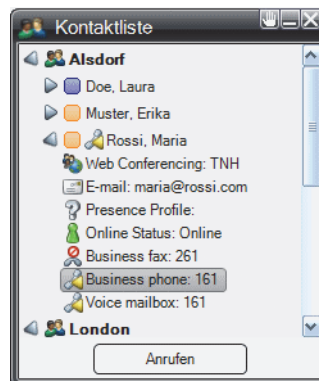 Kontaktliste
Alsdorf
Doe, Laura
Muster, Erika
Rossi, Maria
Web Conferencing: TNH
E-mail: maria@rossi.com
Presence Profile:
Online Status: Online
Business fax: 261
Business phone: 161
Voice mailbox: 161
London
Anrufen